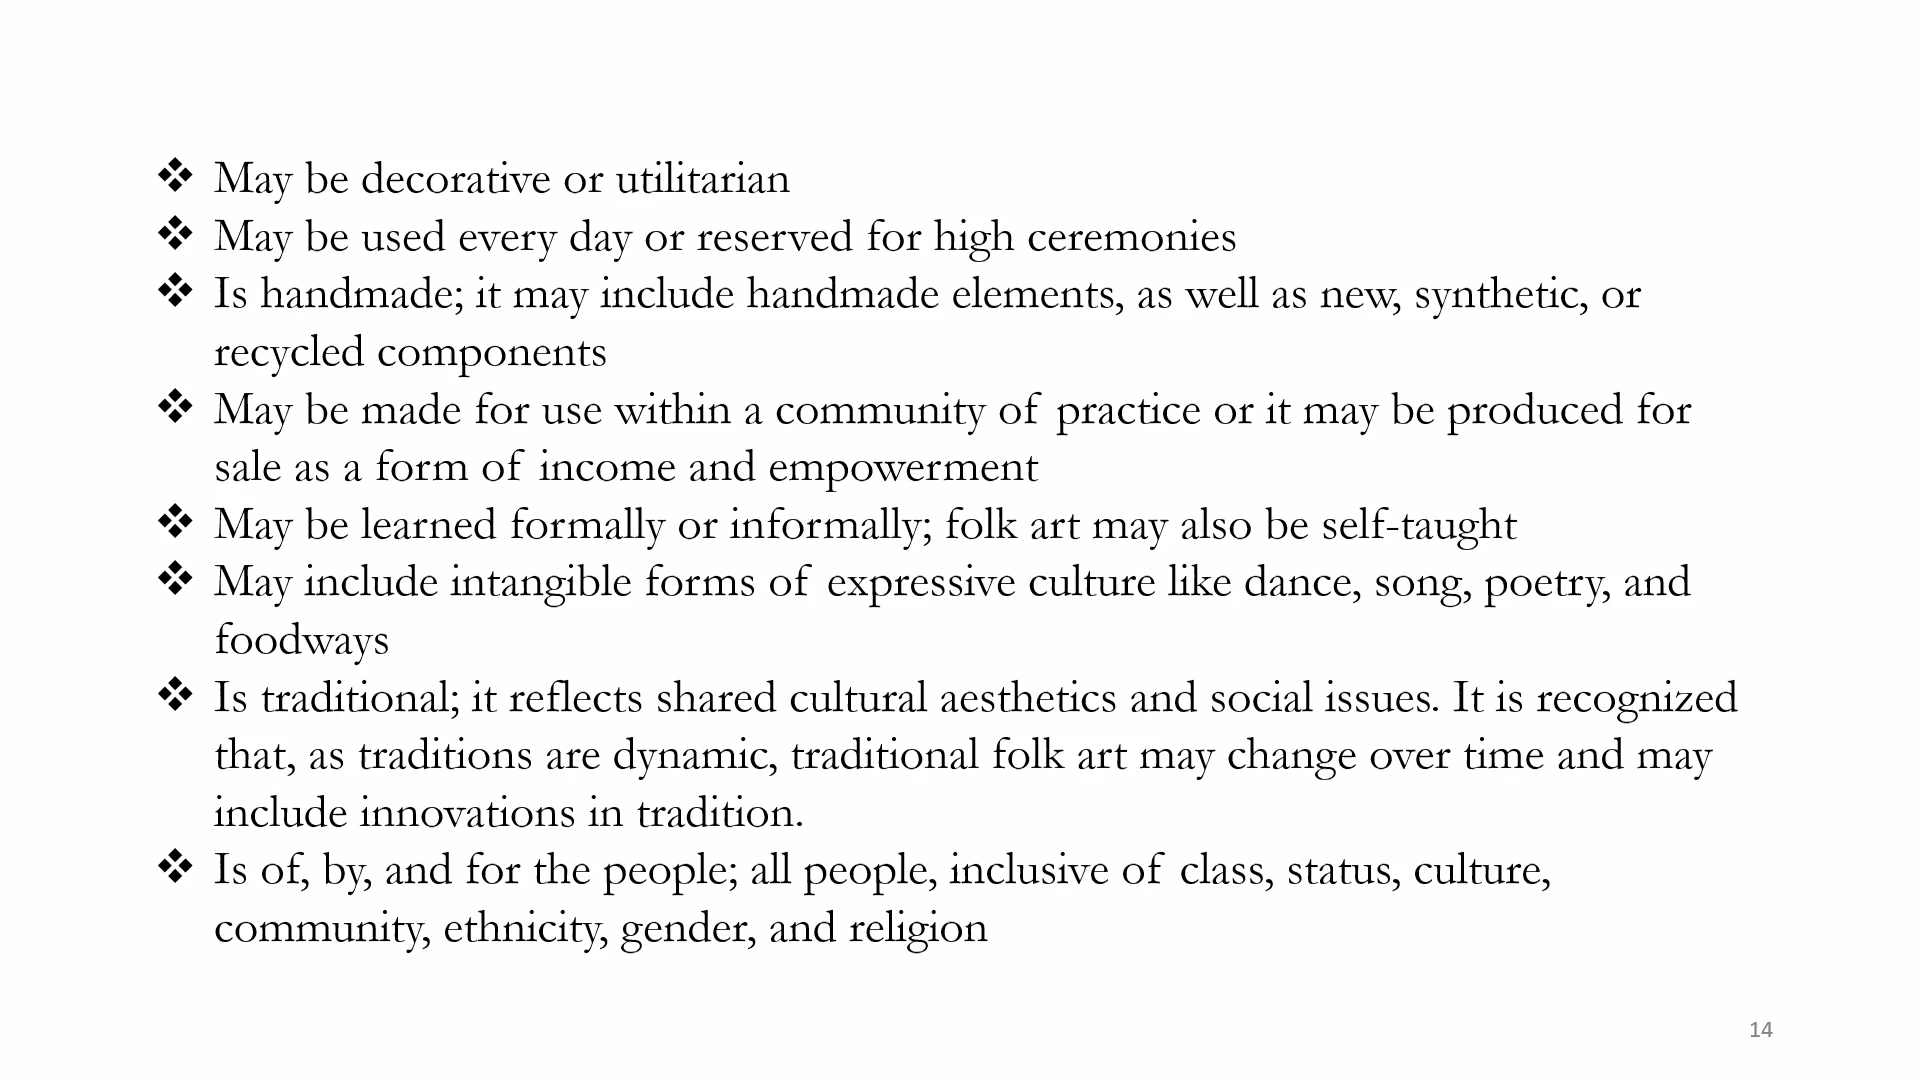 ❖ May be decorative or utilitarian
❖ May be used every day or reserved for high ceremonies
❖ Is handmade; it may include handmade elements, as well as new, synthetic, or
recycled components
❖ May be made for use within a community of practice or it may be produced for
sale as a form of income and empowerment
❖ May be learned formally or informally; folk art may also be self-taught
❖ May include intangible forms of expressive culture like dance, song, poetry, and
foodways
❖ Is traditional; it reflects shared cultural aesthetics and social issues. It is recognized
that, as traditions are dynamic, traditional folk art may change over time and may
include innovations in tradition.
❖ Is of, by, and for the people; all people, inclusive of class, status, culture,
community, ethnicity, gender, and religion
14